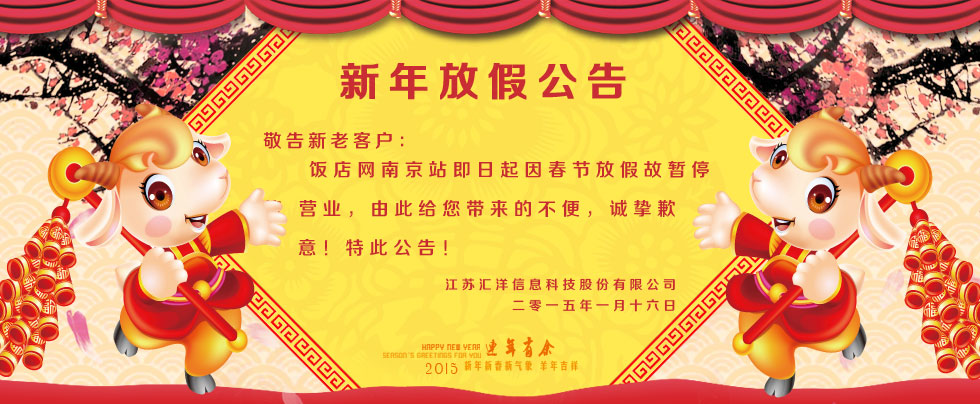 新年放假公告
敬告新老客户：
饭店网南京站即日起因春节放假故暂停
营业，由此给您带来的不便，诚挚歉
意！特此公告！
江苏汇洋信息科技股份有限公司
二零一五年一月十六日
HAPPY NEW YEAR
SEASON'S GREETINGS FOR YOU
连年有余
2015 新年新春新气象 羊年吉祥